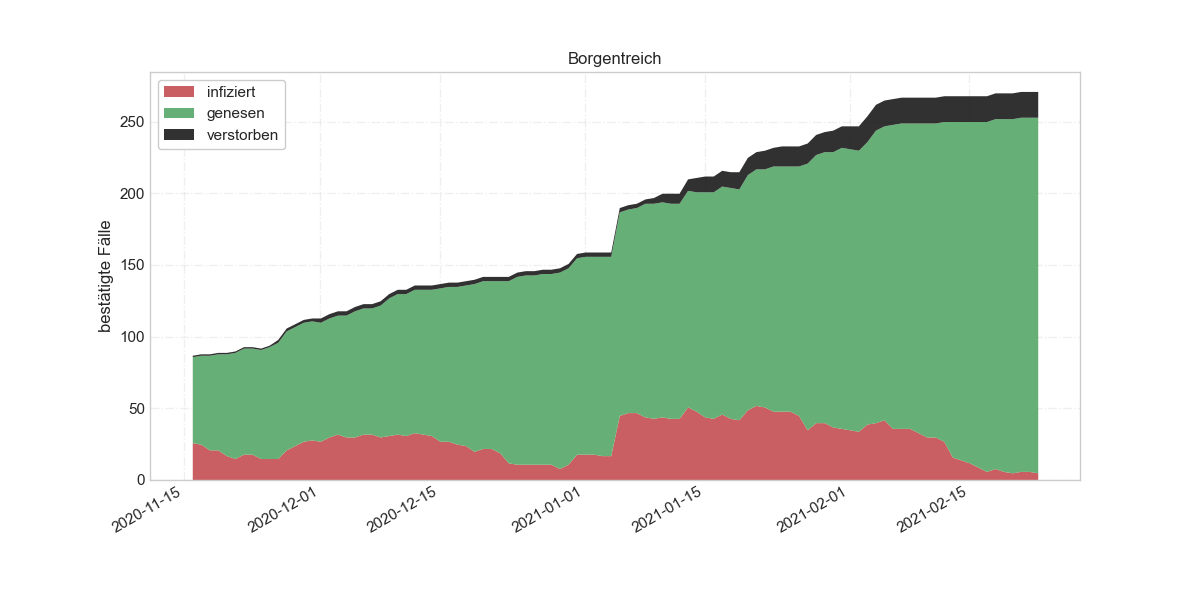 Borgentreich
infiziert
genesen
verstorben
bestätigte Fälle
250
200
150
100
50
0
2020-11-15
2020-12-01
2020-12-15
2021-01-01
2021-01-15
2021-02-01
2021-02-15